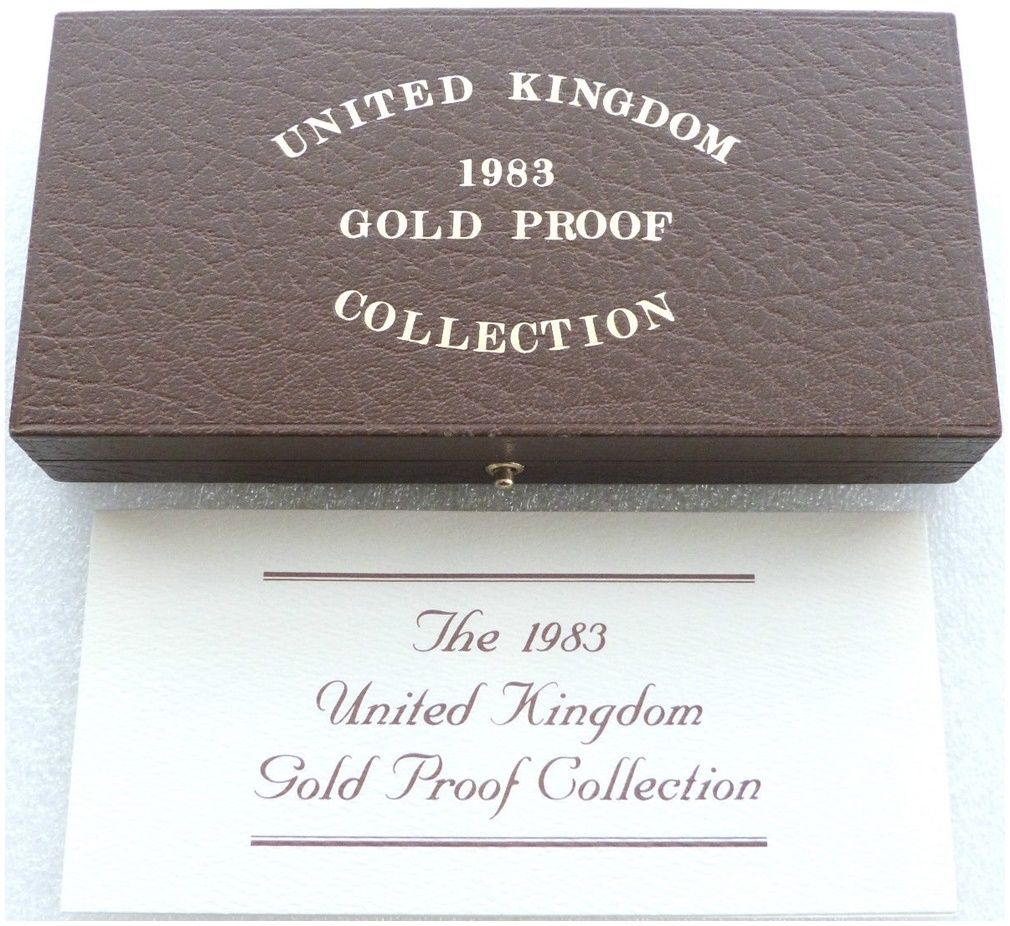 UNITED KINGDOM
1983
GOLD PROOF
COLLECTION
The 1983
United Kingdom
Gold Proof Collection